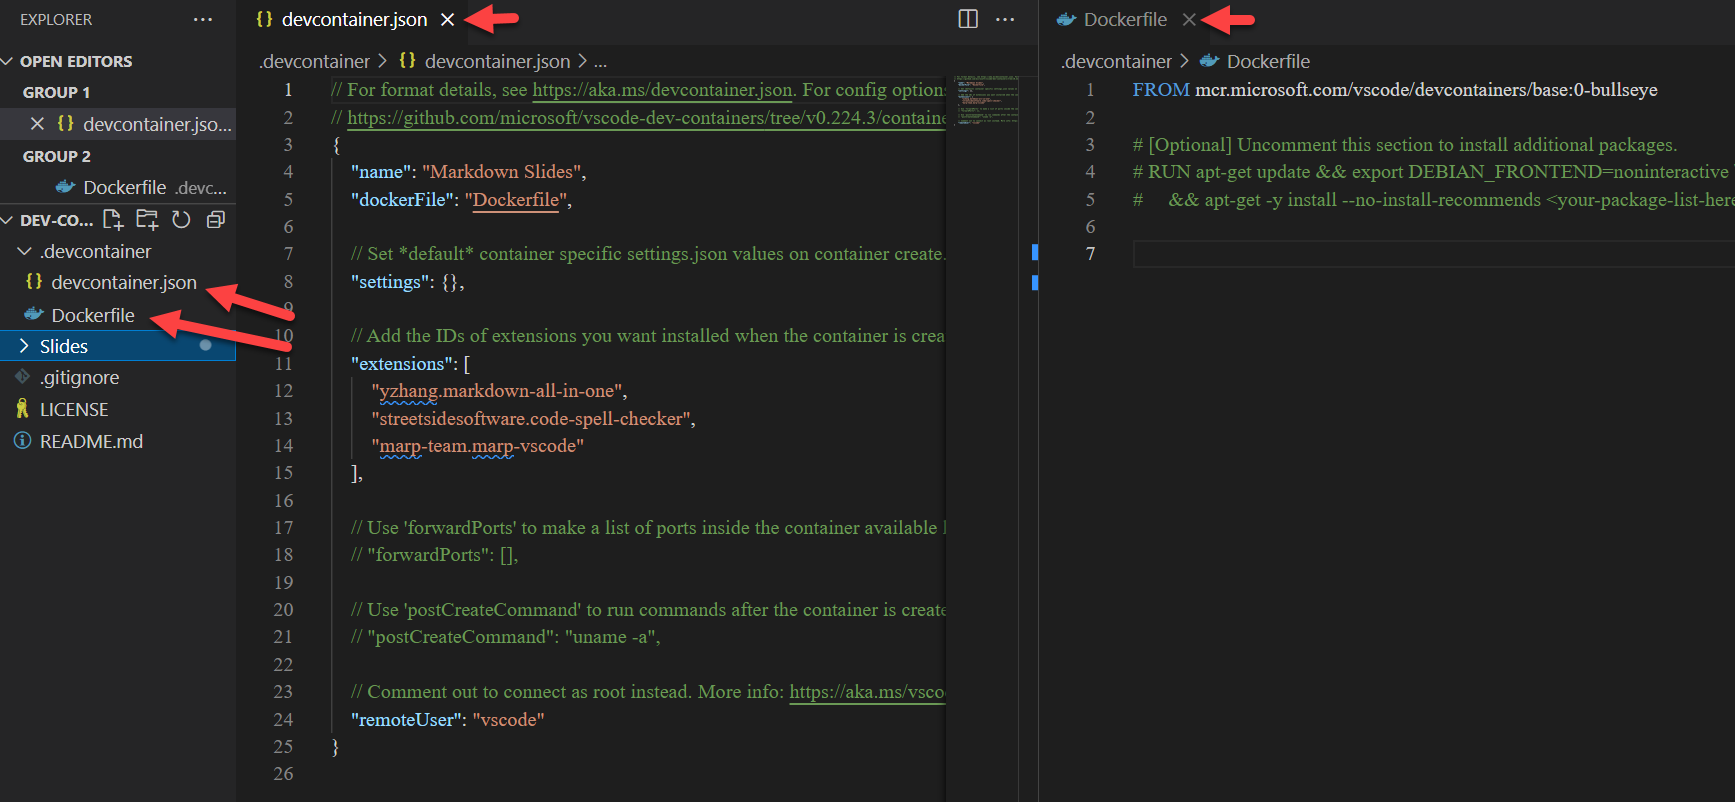 EXPLORER
OPEN EDITORS
GROUP 1
devcontainer.jso...
GROUP 2
Dockerfile .devc...
DEV-CO...
.devcontainer
devcontainer.json
Dockerfile
Slides
.gitignore
LICENSE
README.md
{} devcontainer.json
.devcontainer > {} devcontainer.json > ...
1 // For format details, see https://aka.ms/devcontainer.json. For config option
2 // https://github.com/microsoft/vscode-dev-containers/tree/v0.224.3/containe
3 {
4 "name": "Markdown Slides",
5 "dockerFile": "Dockerfile",
6
7 // Set *default* container specific settings.json values on container create.
8 "settings": {},
9
10 // Add the IDs of extensions you want installed when the container is crea
11 "extensions": [
12 "yzhang.markdown-all-in-one",
13 "streetsidesoftware.code-spell-checker",
14 "marp-team.marp-vscode"
15 ],
16
17 // Use 'forwardPorts' to make a list of ports inside the container available
18 // "forwardPorts": [],
19
20 // Use 'postCreateCommand' to run commands after the container is create
21 // "postCreateCommand": "uname -a",
22
23 // Comment out to connect as root instead. More info: https://aka.ms/vsco
24 "remoteUser": "vscode"
25 }
26
Dockerfile
.devcontainer > Dockerfile
1 FROM mcr.microsoft.com/vscode/devcontainers/base:0-bullseye
2
3 # [Optional] Uncomment this section to install additional packages.
4 # RUN apt-get update && export DEBIAN_FRONTEND=noninteractive
5 # && apt-get -y install --no-install-recommends <your-package-list-here
6
7